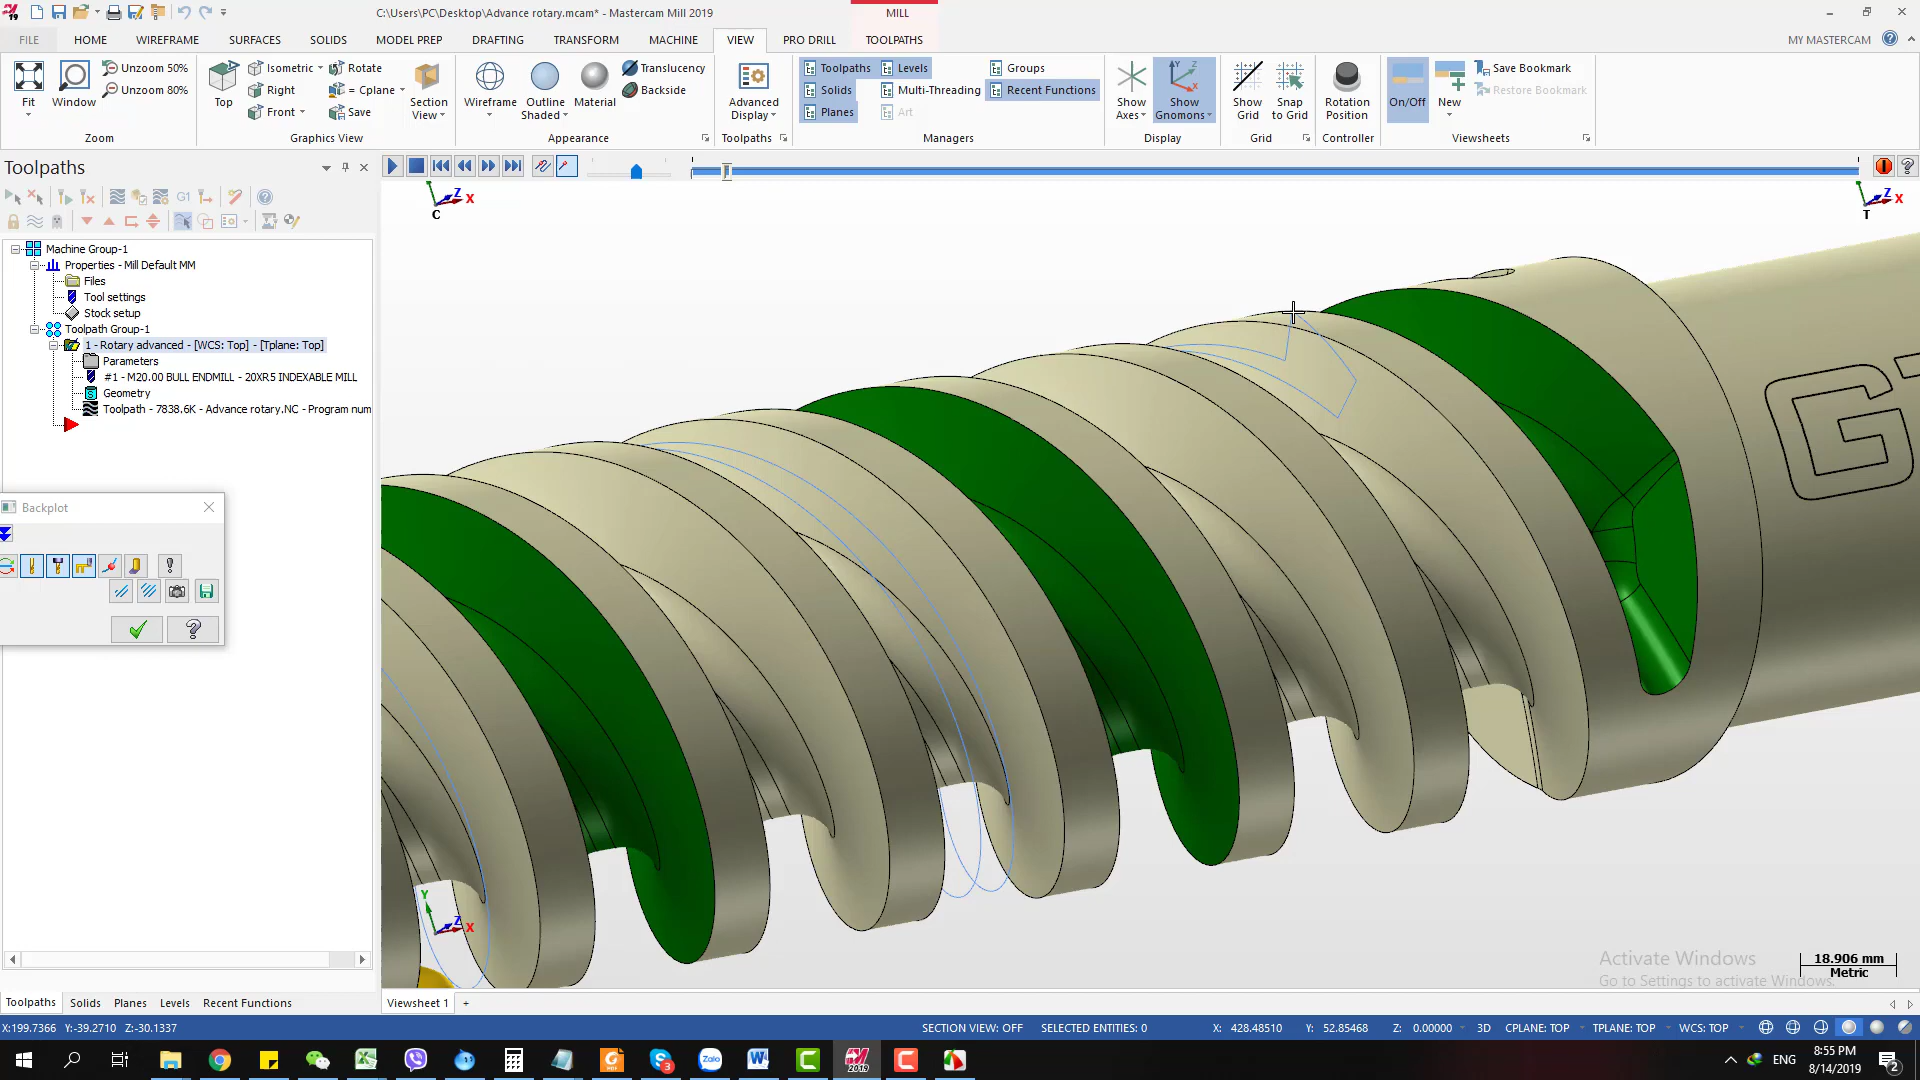 C:\Users\PC\Desktop\Advance rotary.mcam* - Mastercam Mill 2019
MILL
FILE HOME WIREFRAME SURFACES SOLIDS MODEL PREP DRAFTING TRANSFORM MACHINE VIEW PRO DRILL TOOLPATHS MY MASTERCAM
Fit
Window
Unzoom 50%
Unzoom 80%
Zoom
Top
Isometric
Right
Front
Rotate
= Cplane
Save
Section View
Graphics View
Wireframe
Outline Shaded
Material
Translucency
Backside
Appearance
Advanced Display
Toolpaths
Toolpaths
Solids
Planes
Levels
Multi-Threading
Art
Groups
Recent Functions
Managers
Show Axes
Show Gnomons
Display
Show Grid
Snap to Grid
Grid
Rotation Position
Controller
On/Off
New
Save Bookmark
Restore Bookmark
Viewsheets
Toolpaths
G1
Machine Group-1
Properties - Mill Default MM
Files
Tool settings
Stock setup
Toolpath Group-1
1 - Rotary advanced - [WCS: Top] - [Tplane: Top]
Parameters
#1 - M20.00 BULL ENDMILL - 20XR5 INDEXABLE MILL
Geometry
Toolpath - 7838.6K - Advance rotary.NC - Program num
Backplot
Z X
C
Z X
T
G
Y
Z
X
Activate Windows
Go to Settings to activate Windows.
18.906 mm
Metric
Toolpaths Solids Planes Levels Recent Functions
Viewsheet 1 +
X:199.7366 Y:-39.2710 Z:-30.1337 SECTION VIEW: OFF SELECTED ENTITIES: 0 X: 428.48510 Y: 52.85468 Z: 0.00000 3D CPLANE: TOP TPLANE: TOP WCS: TOP
ENG
8:55 PM
8/14/2019